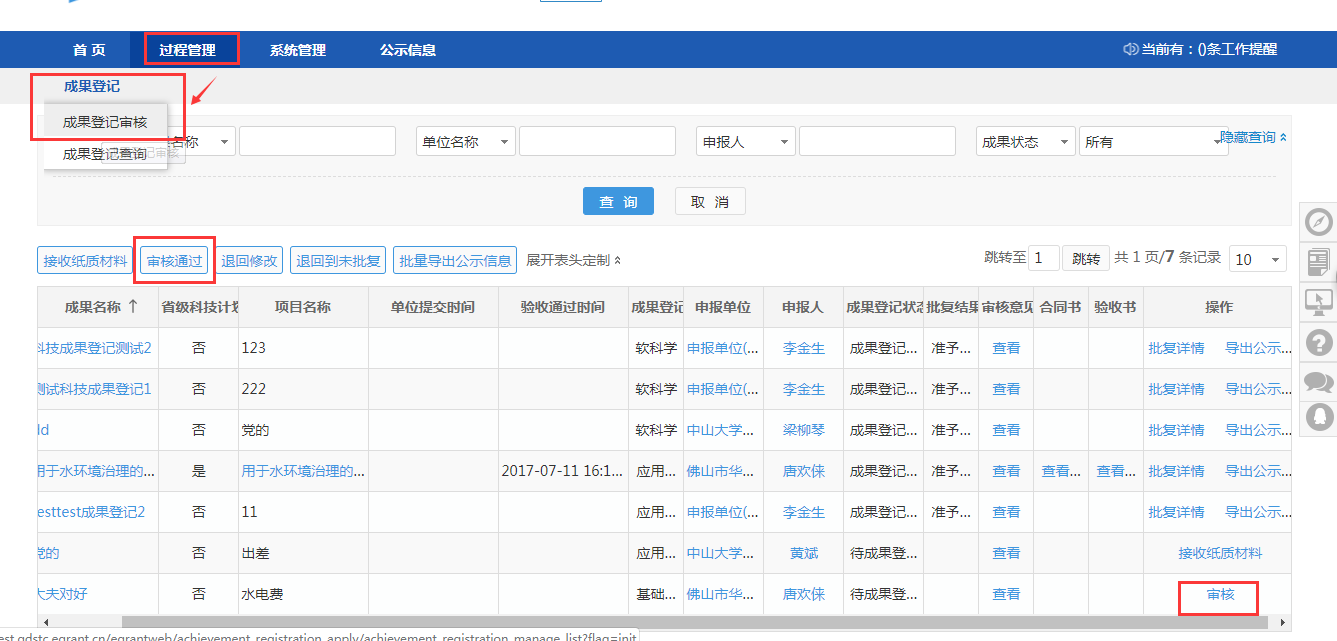 首 页 过程管理 系统管理 公示信息 当前有：0条工作提醒
成果登记
成果登记审核
成果登记查询
名称 单位名称 申报人 成果状态 所有 隐藏查询
查 询 取 消
接收纸质材料 审核通过 退回修改 退回到未批复 批量导出公示信息 展开表头定制 跳转至 1 跳转 共 1 页/7 条记录 10
成果名称 ↑ 省级科技计划 项目名称 单位提交时间 验收通过时间 成果登记 申报单位 申报人 成果登记状态 批复结果 审核意见 合同书 验收书 操作
科技成果登记测试2 否 123 软科学 申报单位(... 李金生 成果登记... 准予... 查看 批复详情 导出公示...
测试科技成果登记1 否 222 软科学 申报单位(... 李金生 成果登记... 准予... 查看 批复详情 导出公示...
ld 否 党的 软科学 中山大学... 梁柳琴 成果登记... 准予... 查看 批复详情 导出公示...
用于水环境治理的... 是 用于水环境治理的... 2017-07-11 16:1... 应用... 佛山市华... 唐欢侏 成果登记... 准予... 查看 查看... 查看... 批复详情 导出公示...
esttest成果登记2 否 11 应用... 申报单位(... 李金生 成果登记... 准予... 查看 批复详情 导出公示...
党的 否 出差 应用... 中山大学... 黄斌 待成果登... 查看 接收纸质材料
大夫对好 否 水电费 基础... 佛山市华... 唐欢侏 待成果登... 查看 审核
est.gdstc.egrant.cn/egrantweb/achievement_registration_apply/achievement_registration_manage_list?flag=init